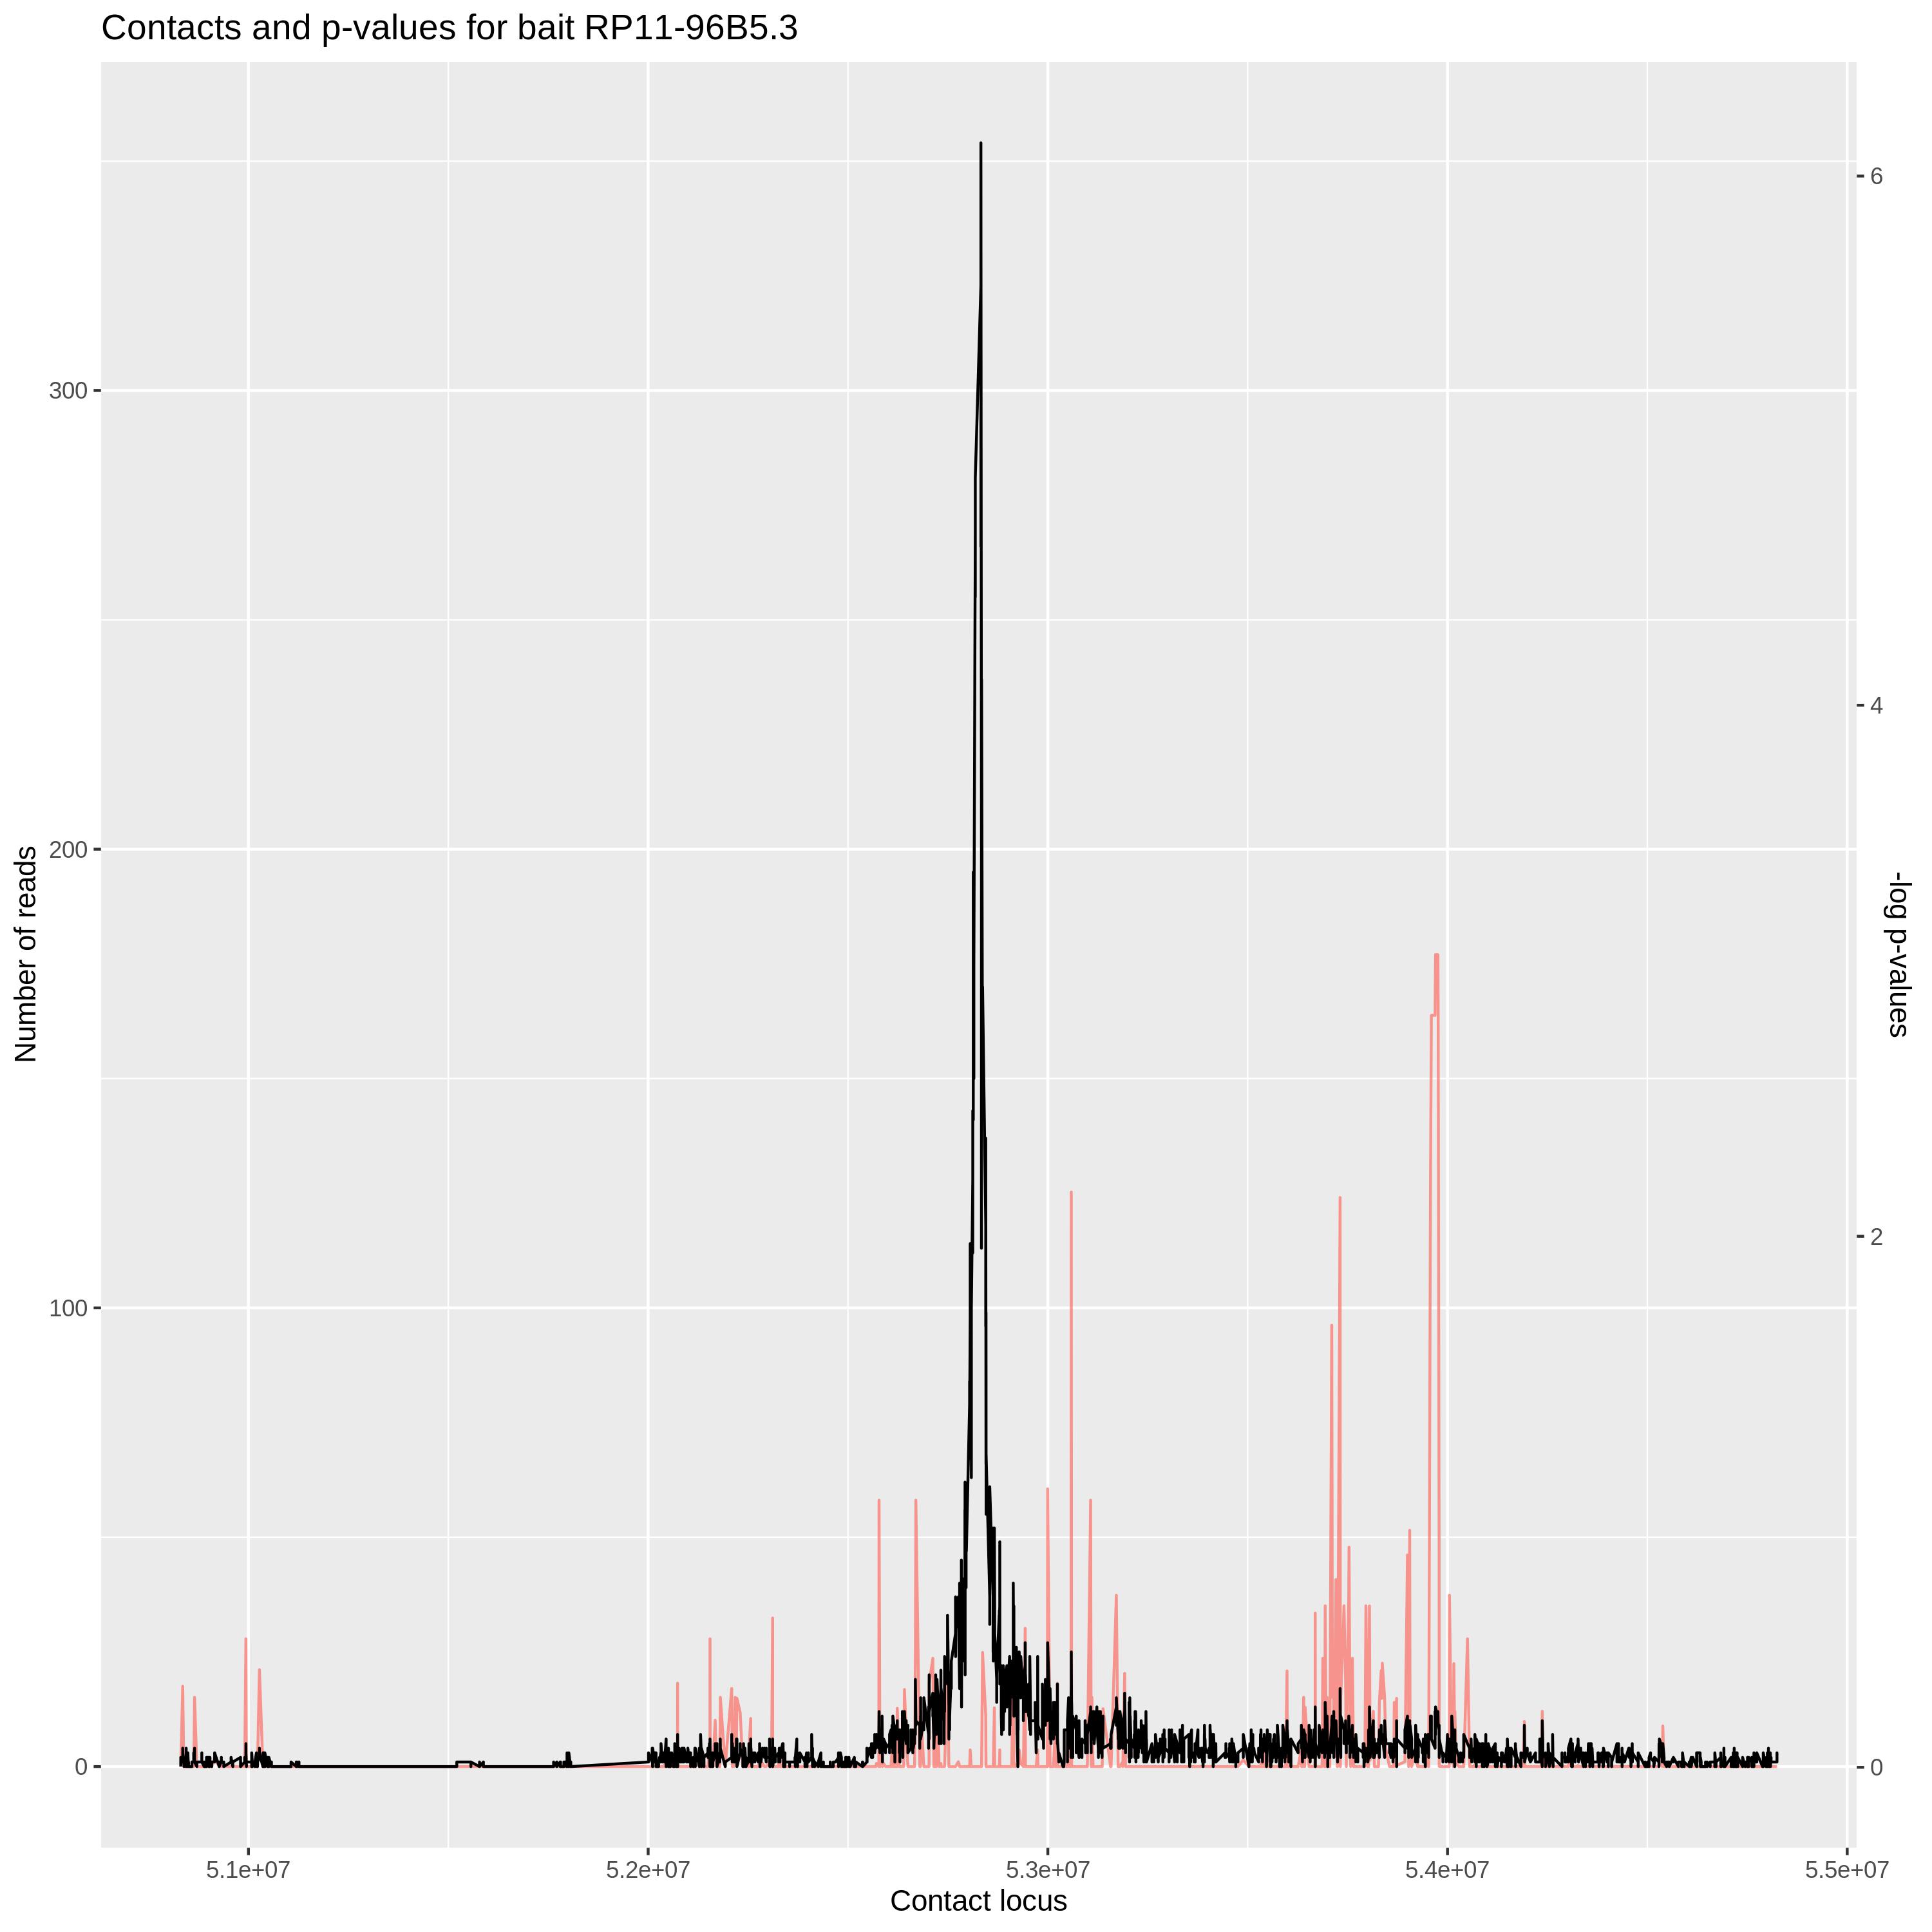 Contacts and p-values for bait RP11-96B5.3
Number of reads
300
200
100
0
6
4
2
0
-log p-values
5.1e+07 5.2e+07 5.3e+07 5.4e+07 5.5e+07
Contact locus